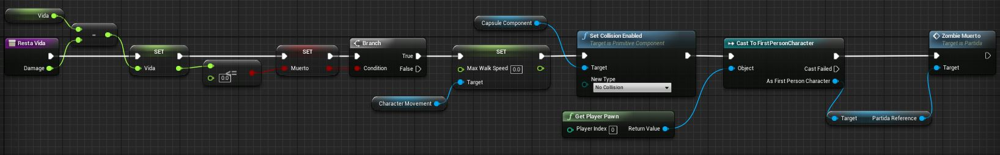 Vida
-
Resta Vida
Damage
SET
Vida
<=
0.0
SET
Muerto
Branch
True
Condition
False
SET
Max Walk Speed 0.0
Target
Character Movement
Capsule Component
Set Collision Enabled
Target is Primitive Component
Target
New Type
No Collision
Get Player Pawn
Player Index 0
Return Value
Cast To FirstPersonCharacter
Object
Cast Failed
As First Person Character
Target
Partida Reference
Zombie Muerto
Target is Partida
Target